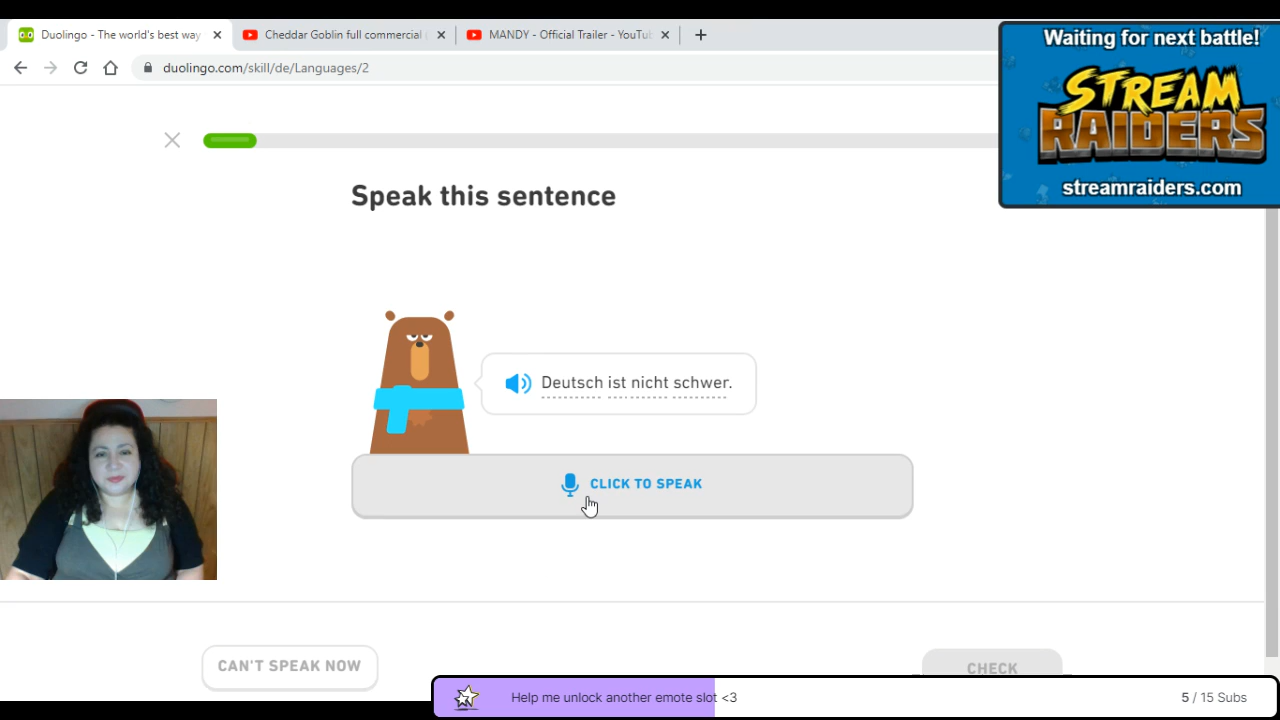 Duolingo - The world's best way
Cheddar Goblin full commercial
MANDY - Official Trailer - YouTu
duolingo.com/skill/de/Languages/2
Waiting for next battle!
STREAM
RAIDERS
streamraiders.com
Speak this sentence
Deutsch ist nicht schwer.
CLICK TO SPEAK
CAN'T SPEAK NOW
CHECK
Help me unlock another emote slot <3
5 / 15 Subs